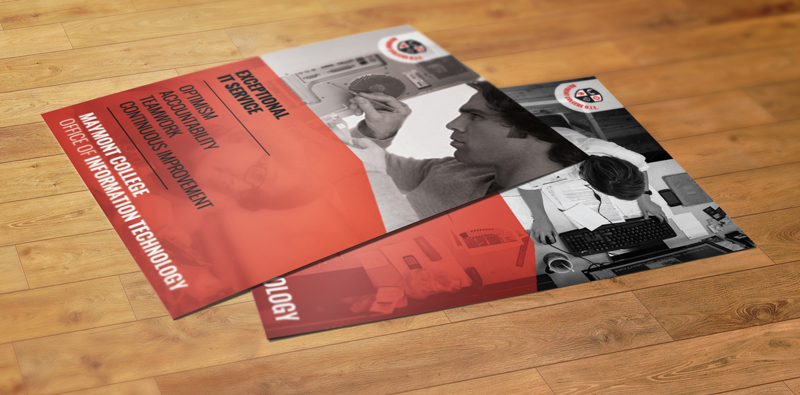 EXCEPTIONAL
IT SERVICE
OPTIMISM
ACCOUNTABILITY
TEAMWORK
CONTINUOUS IMPROVEMENT
MAYMONT COLLEGE
OFFICE OF INFORMATION TECHNOLOGY
OLOGY